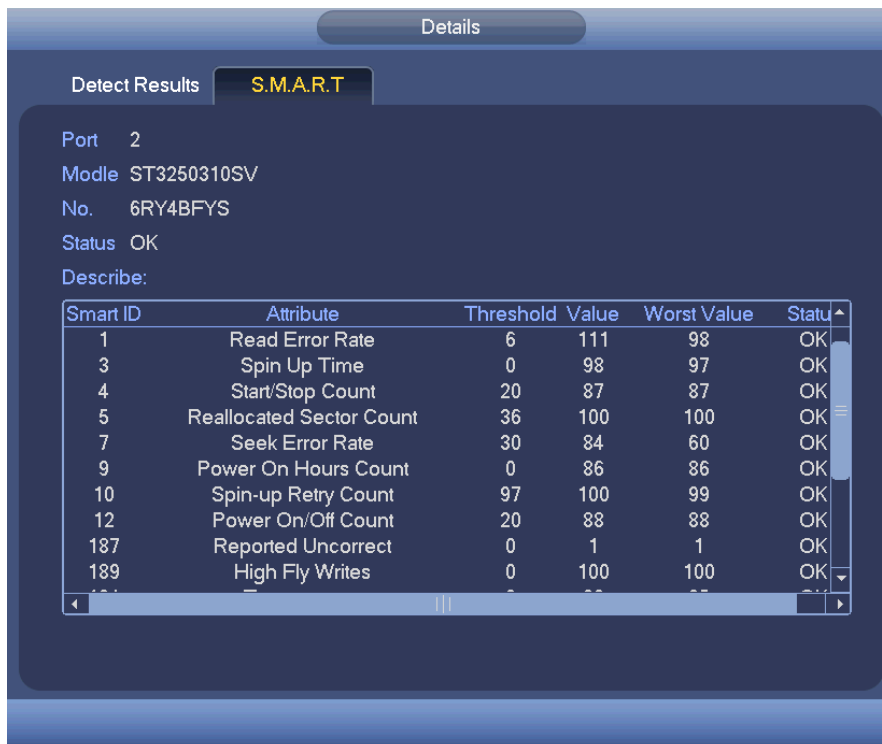 Details
Detect Results S.M.A.R.T
Port 2
Modle ST3250310SV
No. 6RY4BFYS
Status OK
Describe:
Smart ID Attribute Threshold Value Worst Value Statu
1 Read Error Rate 6 111 98 OK
3 Spin Up Time 0 98 97 OK
4 Start/Stop Count 20 87 87 OK
5 Reallocated Sector Count 36 100 100 OK
7 Seek Error Rate 30 84 60 OK
9 Power On Hours Count 0 86 86 OK
10 Spin-up Retry Count 97 100 99 OK
12 Power On/Off Count 20 88 88 OK
187 Reported Uncorrect 0 1 1 OK
189 High Fly Writes 0 100 100 OK